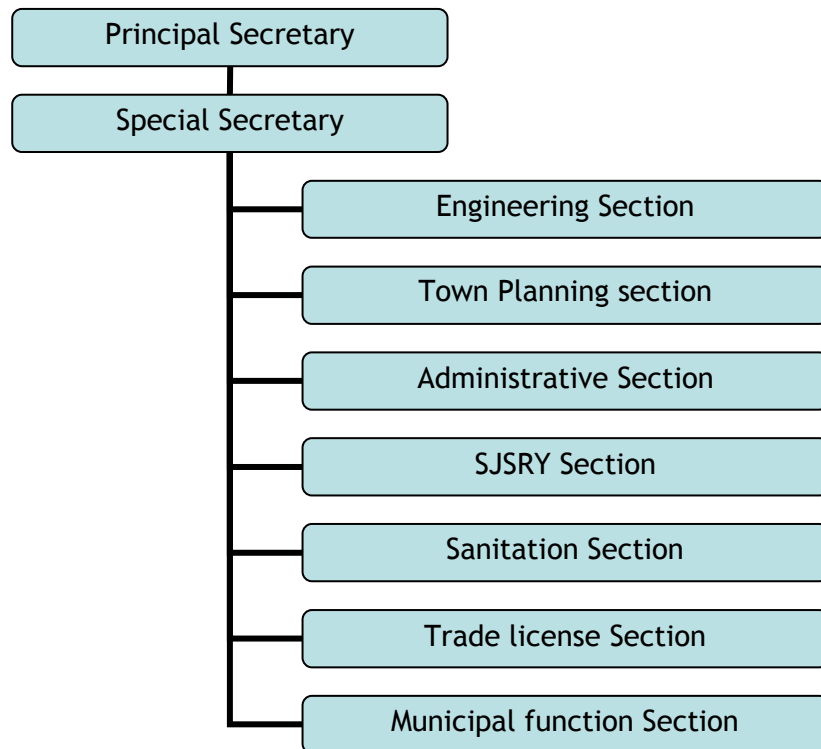 Principal Secretary
Special Secretary
Engineering Section
Town Planning section
Administrative Section
SJSRY Section
Sanitation Section
Trade license Section
Municipal function Section